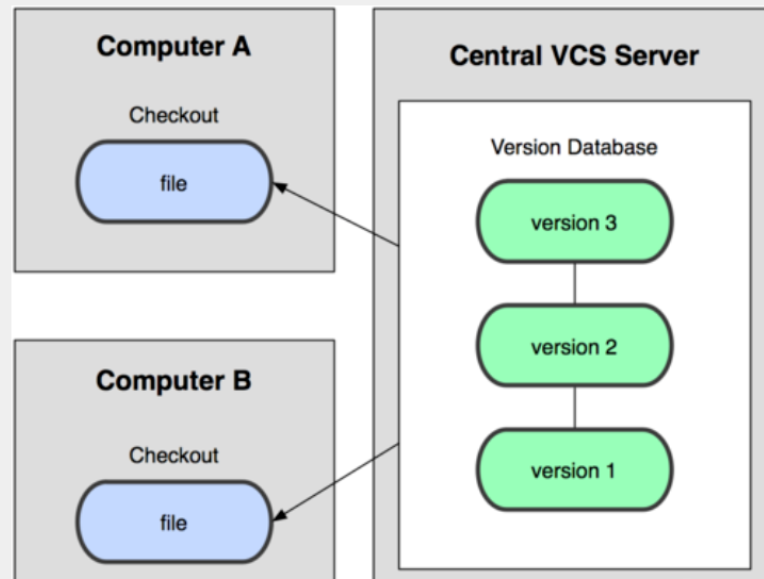 Computer A
Checkout
file
Computer B
Checkout
file
Central VCS Server
Version Database
version 3
version 2
version 1